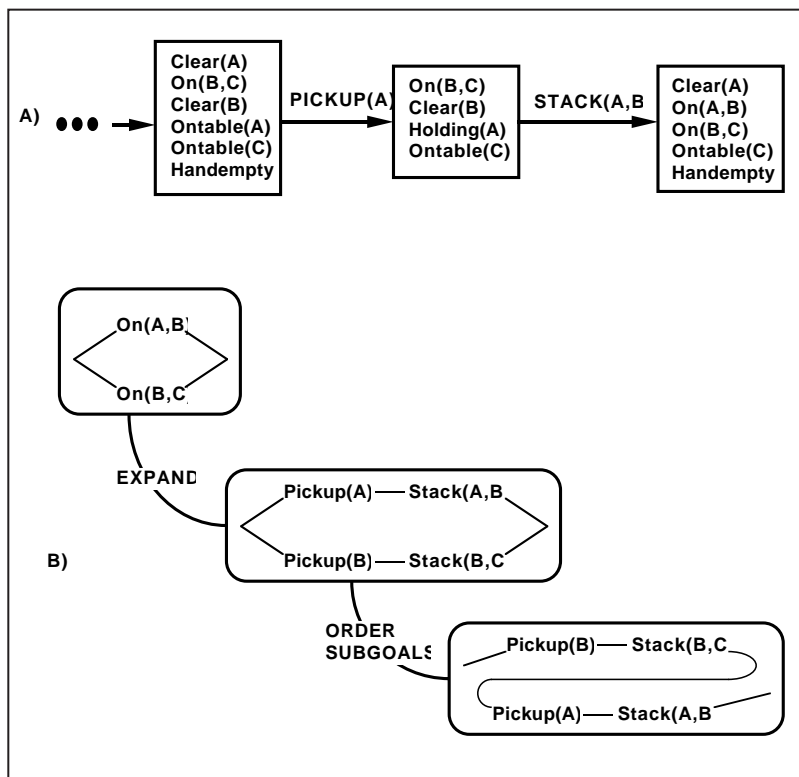 A)
Clear(A)
On(B,C)
Clear(B)
Ontable(A)
Ontable(C)
Handempty
PICKUP(A)
On(B,C)
Clear(B)
Holding(A)
Ontable(C)
STACK(A,B
Clear(A)
On(A,B)
On(B,C)
Ontable(C)
Handempty
B)
On(A,B)
On(B,C
EXPAND
Pickup(A) Stack(A,B
Pickup(B) Stack(B,C
ORDER
SUBGOALS
Pickup(B) Stack(B,C
Pickup(A) Stack(A,B